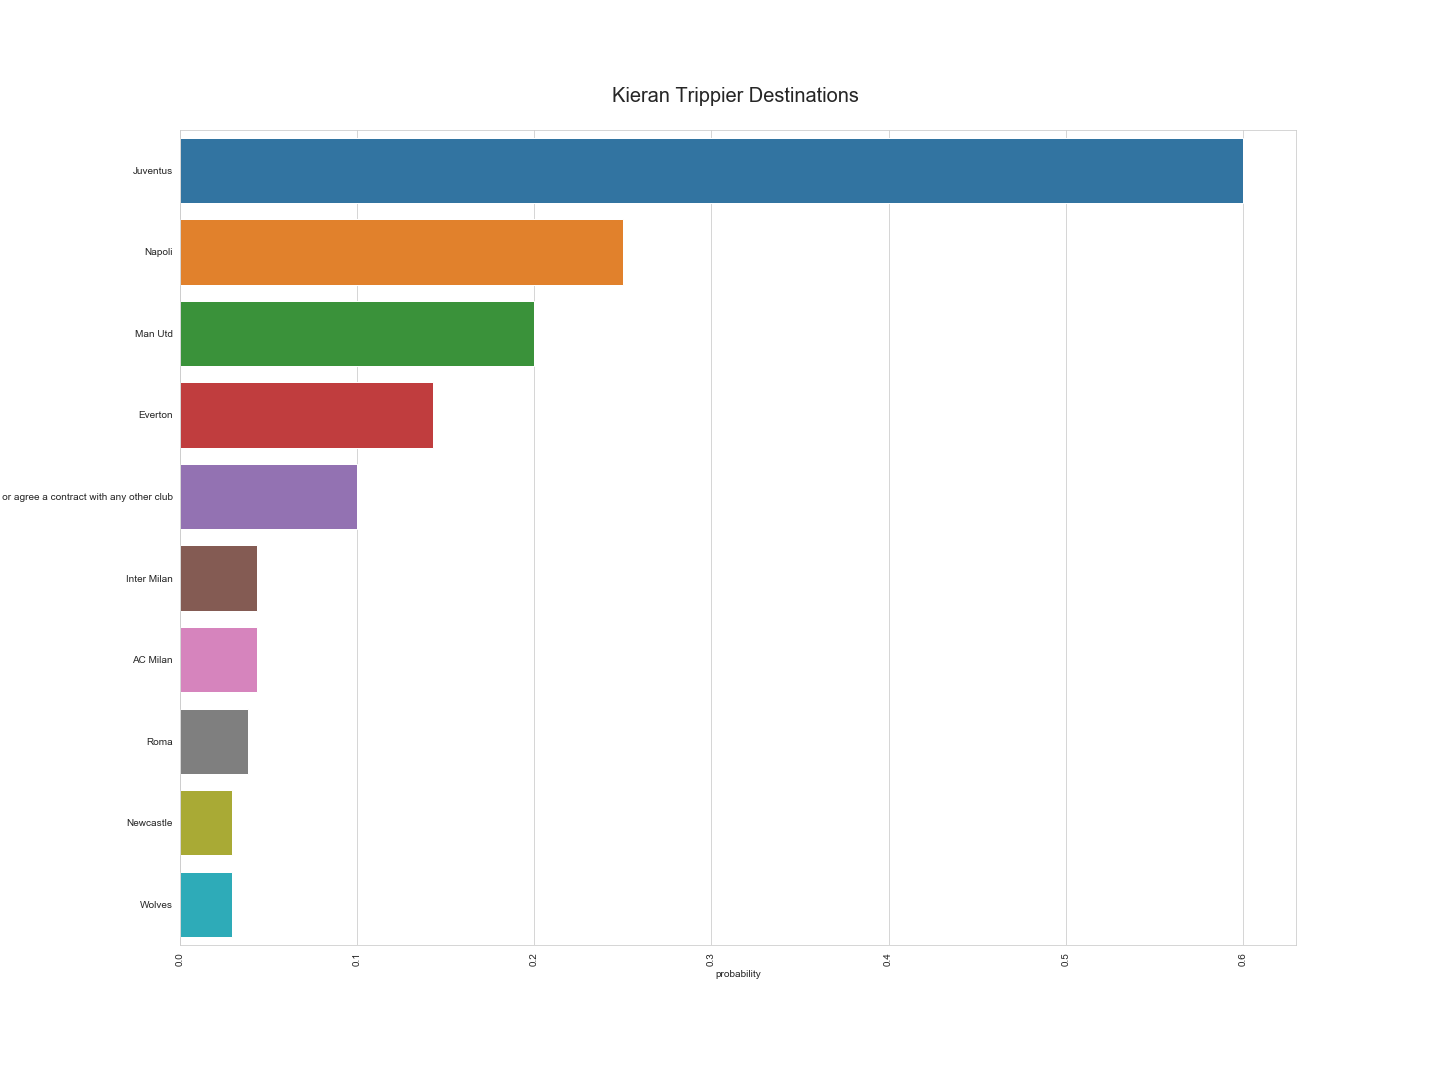 Kieran Trippier Destinations
Juventus
Napoli
Man Utd
Everton
or agree a contract with any other club
Inter Milan
AC Milan
Roma
Newcastle
Wolves
0.0
0.1
0.2
0.3
0.4
0.5
0.6
probability